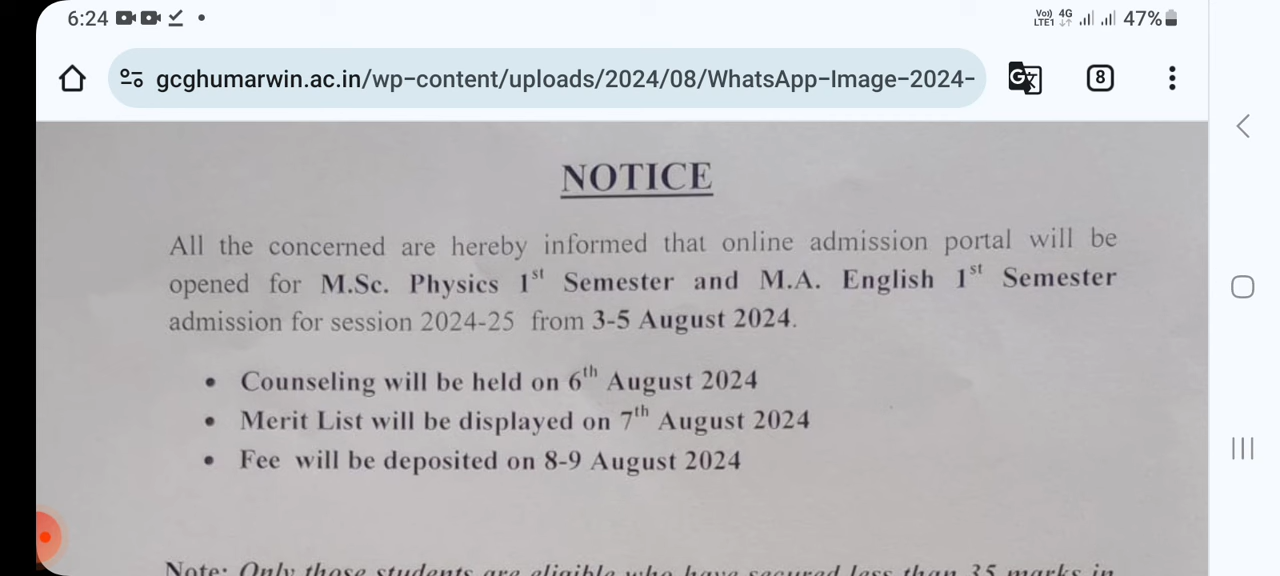 6:24
Vo) 4G
LTE1
47%
gcghumarwin.ac.in/wp-content/uploads/2024/08/WhatsApp-Image-2024-
8
NOTICE
All the concerned are hereby informed that online admission portal will be
opened for M.Sc. Physics 1st Semester and M.A. English 1st Semester
admission for session 2024-25 from 3-5 August 2024.
• Counseling will be held on 6th August 2024
• Merit List will be displayed on 7th August 2024
• Fee will be deposited on 8-9 August 2024
Note: Only those students are eligible who have secured less than 35 marks in